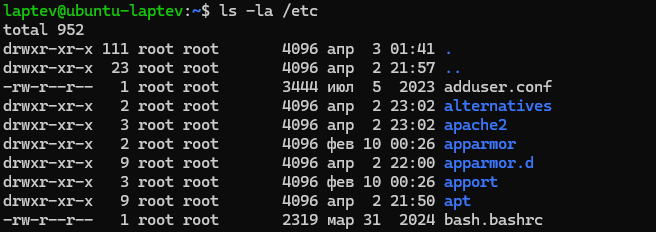 laptev@ubuntu-laptev:~$ ls -la /etc
total 952
drwxr-xr-x 111 root root       4096 апр  3 01:41 .
drwxr-xr-x  23 root root       4096 апр  2 21:57 ..
-rw-r--r--   1 root root       3444 июл  5  2023 adduser.conf
drwxr-xr-x   2 root root       4096 апр  2 23:02 alternatives
drwxr-xr-x   3 root root       4096 апр  2 23:02 apache2
drwxr-xr-x   2 root root       4096 фев 10 00:26 apparmor
drwxr-xr-x   9 root root       4096 апр  2 22:00 apparmor.d
drwxr-xr-x   3 root root       4096 фев 10 00:26 apport
drwxr-xr-x   9 root root       4096 апр  2 21:50 apt
-rw-r--r--   1 root root       2319 мар 31  2024 bash.bashrc